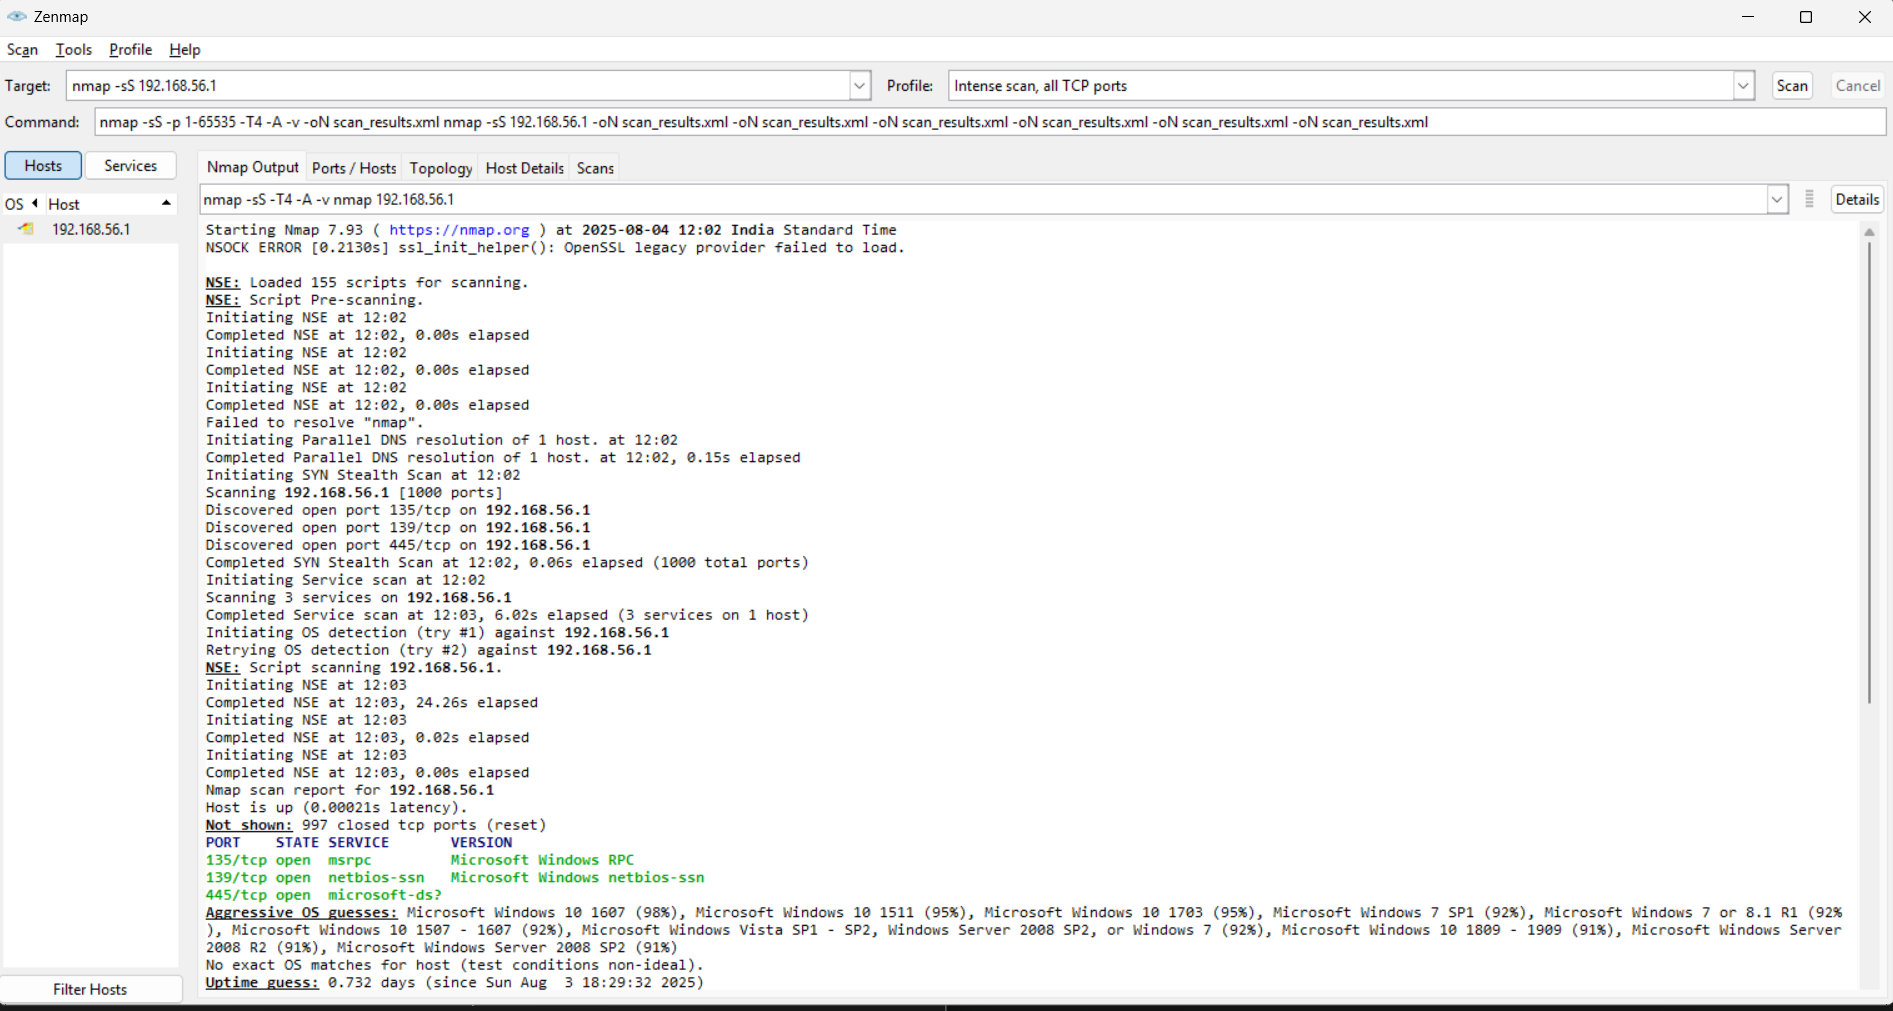 Zenmap
Scan Tools Profile Help
Target: nmap -sS 192.168.56.1 Profile: Intense scan, all TCP ports Scan Cancel
Command: nmap -sS -p 1-65535 -T4 -A -v -oN scan_results.xml nmap -sS 192.168.56.1 -oN scan_results.xml -oN scan_results.xml -oN scan_results.xml -oN scan_results.xml -oN scan_results.xml -oN scan_results.xml
Hosts Services Nmap Output Ports / Hosts Topology Host Details Scans
OS Host
192.168.56.1
nmap -sS -T4 -A -v nmap 192.168.56.1 Details
Starting Nmap 7.93 ( https://nmap.org ) at 2025-08-04 12:02 India Standard Time
NSOCK ERROR [0.2130s] ssl_init_helper(): OpenSSL legacy provider failed to load.
NSE: Loaded 155 scripts for scanning.
NSE: Script Pre-scanning.
Initiating NSE at 12:02
Completed NSE at 12:02, 0.00s elapsed
Initiating NSE at 12:02
Completed NSE at 12:02, 0.00s elapsed
Initiating NSE at 12:02
Completed NSE at 12:02, 0.00s elapsed
Failed to resolve "nmap".
Initiating Parallel DNS resolution of 1 host. at 12:02
Completed Parallel DNS resolution of 1 host. at 12:02, 0.15s elapsed
Initiating SYN Stealth Scan at 12:02
Scanning 192.168.56.1 [1000 ports]
Discovered open port 135/tcp on 192.168.56.1
Discovered open port 139/tcp on 192.168.56.1
Discovered open port 445/tcp on 192.168.56.1
Completed SYN Stealth Scan at 12:02, 0.06s elapsed (1000 total ports)
Initiating Service scan at 12:02
Scanning 3 services on 192.168.56.1
Completed Service scan at 12:03, 6.02s elapsed (3 services on 1 host)
Initiating OS detection (try #1) against 192.168.56.1
Retrying OS detection (try #2) against 192.168.56.1
NSE: Script scanning 192.168.56.1.
Initiating NSE at 12:03
Completed NSE at 12:03, 24.26s elapsed
Initiating NSE at 12:03
Completed NSE at 12:03, 0.02s elapsed
Initiating NSE at 12:03
Completed NSE at 12:03, 0.00s elapsed
Nmap scan report for 192.168.56.1
Host is up (0.00021s latency).
Not shown: 997 closed tcp ports (reset)
PORT STATE SERVICE VERSION
135/tcp open msrpc Microsoft Windows RPC
139/tcp open netbios-ssn Microsoft Windows netbios-ssn
445/tcp open microsoft-ds?
Aggressive OS guesses: Microsoft Windows 10 1607 (98%), Microsoft Windows 10 1511 (95%), Microsoft Windows 10 1703 (95%), Microsoft Windows 7 SP1 (92%), Microsoft Windows 7 or 8.1 R1 (92%
), Microsoft Windows 10 1507 - 1607 (92%), Microsoft Windows Vista SP1 - SP2, Windows Server 2008 SP2, or Windows 7 (92%), Microsoft Windows 10 1809 - 1909 (91%), Microsoft Windows Server
2008 R2 (91%), Microsoft Windows Server 2008 SP2 (91%)
No exact OS matches for host (test conditions non-ideal).
Uptime guess: 0.732 days (since Sun Aug  3 18:29:32 2025)
Filter Hosts